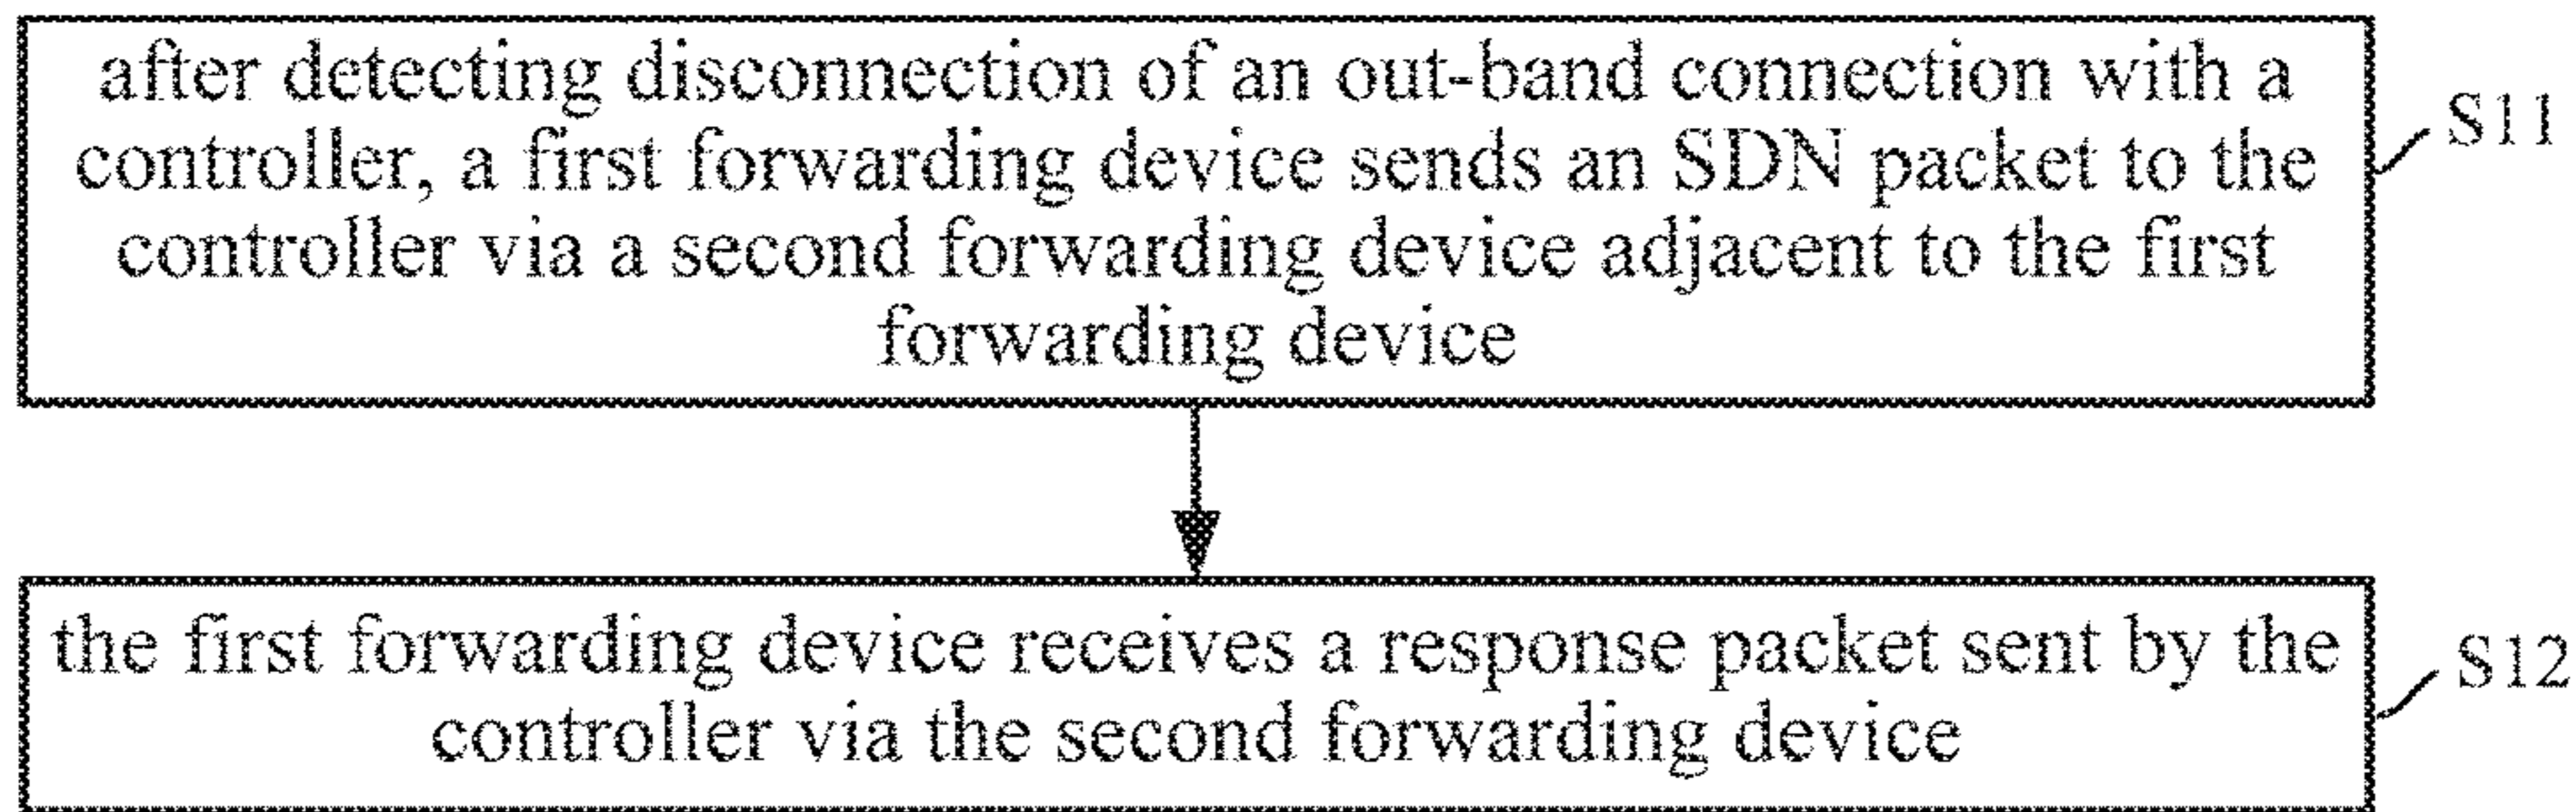 after detecting disconnection of an out-band connection with a
controller, a first forwarding device sends an SDN packet to the
controller via a second forwarding device adjacent to the first
forwarding device
S11
the first forwarding device receives a response packet sent by the
controller via the second forwarding device
S12